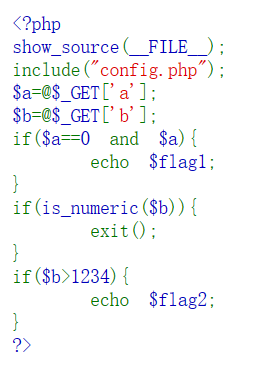 <?php
show_source(__FILE__);
include("config.php");
$a=@$_GET['a'];
$b=@$_GET['b'];
if($a==0 and $a){
echo $flag1;
}
if(is_numeric($b)){
exit();
}
if($b>1234){
echo $flag2;
}
?>